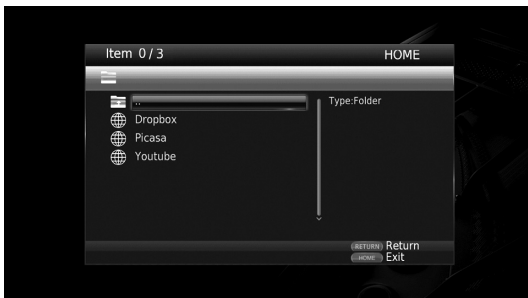 Item 0/3 HOME
..
Type:Folder
Dropbox
Picasa
Youtube
RETURN Return
HOME Exit